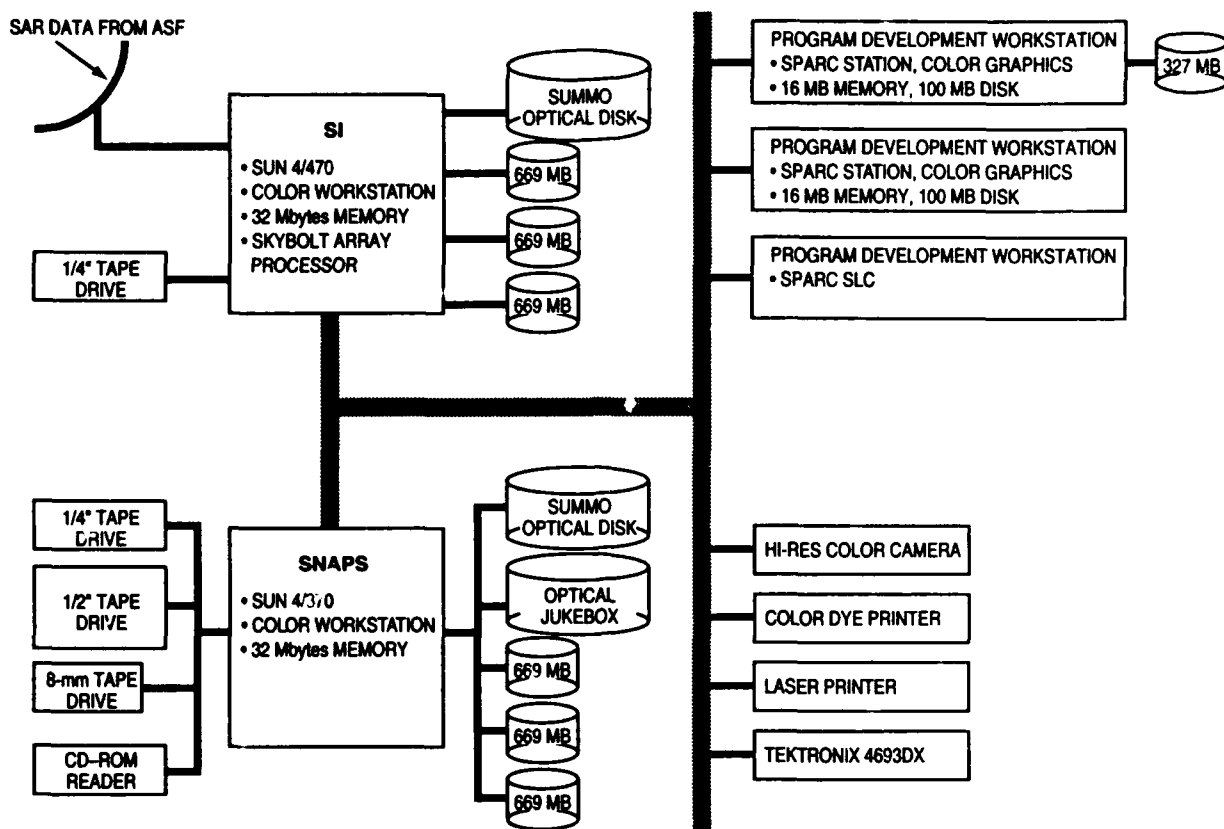 SAR DATA FROM ASF
SI
• SUN 4/470
• COLOR WORKSTATION
• 32 Mbytes MEMORY
• SKYBOLT ARRAY
PROCESSOR
1/4" TAPE
DRIVE
SUMMO
OPTICAL DISK
669 MB
669 MB
669 MB
PROGRAM DEVELOPMENT WORKSTATION
• SPARC STATION, COLOR GRAPHICS
• 16 MB MEMORY, 100 MB DISK
327 MB
PROGRAM DEVELOPMENT WORKSTATION
• SPARC STATION, COLOR GRAPHICS
• 16 MB MEMORY, 100 MB DISK
PROGRAM DEVELOPMENT WORKSTATION
• SPARC SLC
1/4" TAPE
DRIVE
1/2" TAPE
DRIVE
8-mm TAPE
DRIVE
CD-ROM
READER
SNAPS
• SUN 4/370
• COLOR WORKSTATION
• 32 Mbytes MEMORY
SUMMO
OPTICAL DISK
OPTICAL
JUKEBOX
669 MB
669 MB
669 MB
HI-RES COLOR CAMERA
COLOR DYE PRINTER
LASER PRINTER
TEKTRONIX 4693DX